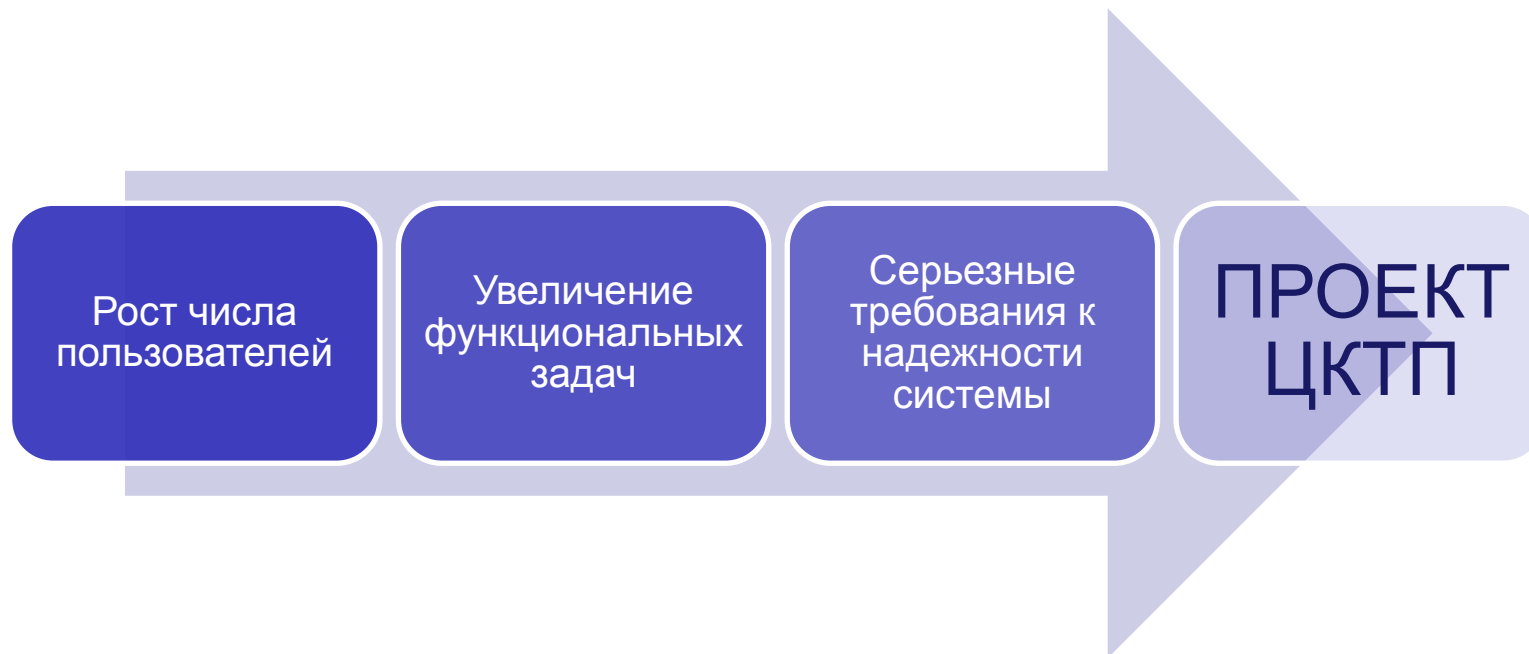 Рост числа
пользователей
Увеличение
функциональных
задач
Серьезные
требования к
надежности
системы
ПРОЕКТ
ЦКТП